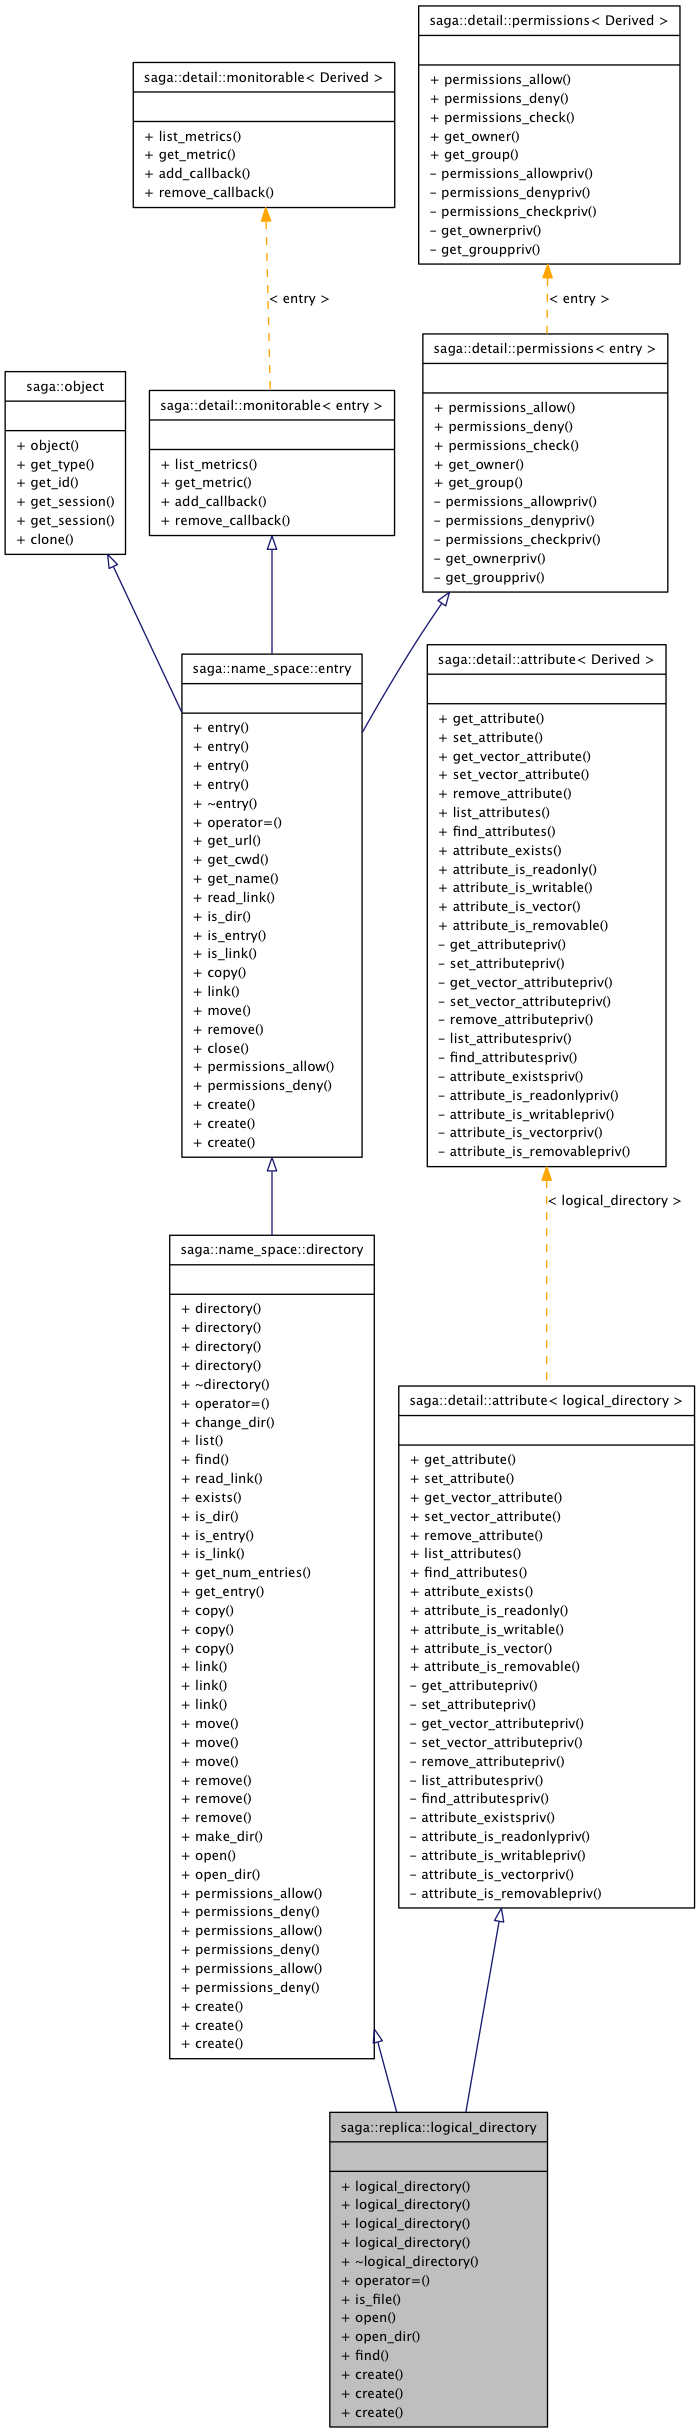 saga::detail::permissions< Derived >
+ permissions_allow()
+ permissions_deny()
+ permissions_check()
+ get_owner()
+ get_group()
– permissions_allowpriv()
– permissions_denypriv()
– permissions_checkpriv()
– get_ownerpriv()
– get_grouppriv()
saga::detail::monitorable< Derived >
+ list_metrics()
+ get_metric()
+ add_callback()
+ remove_callback()
< entry >
< entry >
saga::detail::permissions< entry >
+ permissions_allow()
+ permissions_deny()
+ permissions_check()
+ get_owner()
+ get_group()
– permissions_allowpriv()
– permissions_denypriv()
– permissions_checkpriv()
– get_ownerpriv()
– get_grouppriv()
saga::object
+ object()
+ get_type()
+ get_id()
+ get_session()
+ get_session()
+ clone()
saga::detail::monitorable< entry >
+ list_metrics()
+ get_metric()
+ add_callback()
+ remove_callback()
saga::name_space::entry
+ entry()
+ entry()
+ entry()
+ entry()
+ ~entry()
+ operator=()
+ get_url()
+ get_cwd()
+ get_name()
+ read_link()
+ is_dir()
+ is_entry()
+ is_link()
+ copy()
+ link()
+ move()
+ remove()
+ close()
+ permissions_allow()
+ permissions_deny()
+ create()
+ create()
+ create()
saga::detail::attribute< Derived >
+ get_attribute()
+ set_attribute()
+ get_vector_attribute()
+ set_vector_attribute()
+ remove_attribute()
+ list_attributes()
+ find_attributes()
+ attribute_exists()
+ attribute_is_readonly()
+ attribute_is_writable()
+ attribute_is_vector()
+ attribute_is_removable()
– get_attributepriv()
– set_attributepriv()
– get_vector_attributepriv()
– set_vector_attributepriv()
– remove_attributepriv()
– list_attributespriv()
– find_attributespriv()
– attribute_existspriv()
– attribute_is_readonlypriv()
– attribute_is_writablepriv()
– attribute_is_vectorpriv()
– attribute_is_removablepriv()
< logical_directory >
saga::name_space::directory
+ directory()
+ directory()
+ directory()
+ directory()
+ ~directory()
+ operator=()
+ change_dir()
+ list()
+ find()
+ read_link()
+ exists()
+ is_dir()
+ is_entry()
+ is_link()
+ get_num_entries()
+ get_entry()
+ copy()
+ copy()
+ copy()
+ link()
+ link()
+ link()
+ move()
+ move()
+ move()
+ remove()
+ remove()
+ remove()
+ make_dir()
+ open()
+ open_dir()
+ permissions_allow()
+ permissions_deny()
+ permissions_allow()
+ permissions_deny()
+ permissions_allow()
+ permissions_deny()
+ create()
+ create()
+ create()
saga::detail::attribute< logical_directory >
+ get_attribute()
+ set_attribute()
+ get_vector_attribute()
+ set_vector_attribute()
+ remove_attribute()
+ list_attributes()
+ find_attributes()
+ attribute_exists()
+ attribute_is_readonly()
+ attribute_is_writable()
+ attribute_is_vector()
+ attribute_is_removable()
– get_attributepriv()
– set_attributepriv()
– get_vector_attributepriv()
– set_vector_attributepriv()
– remove_attributepriv()
– list_attributespriv()
– find_attributespriv()
– attribute_existspriv()
– attribute_is_readonlypriv()
– attribute_is_writablepriv()
– attribute_is_vectorpriv()
– attribute_is_removablepriv()
saga::replica::logical_directory
+ logical_directory()
+ logical_directory()
+ logical_directory()
+ logical_directory()
+ ~logical_directory()
+ operator=()
+ is_file()
+ open()
+ open_dir()
+ find()
+ create()
+ create()
+ create()